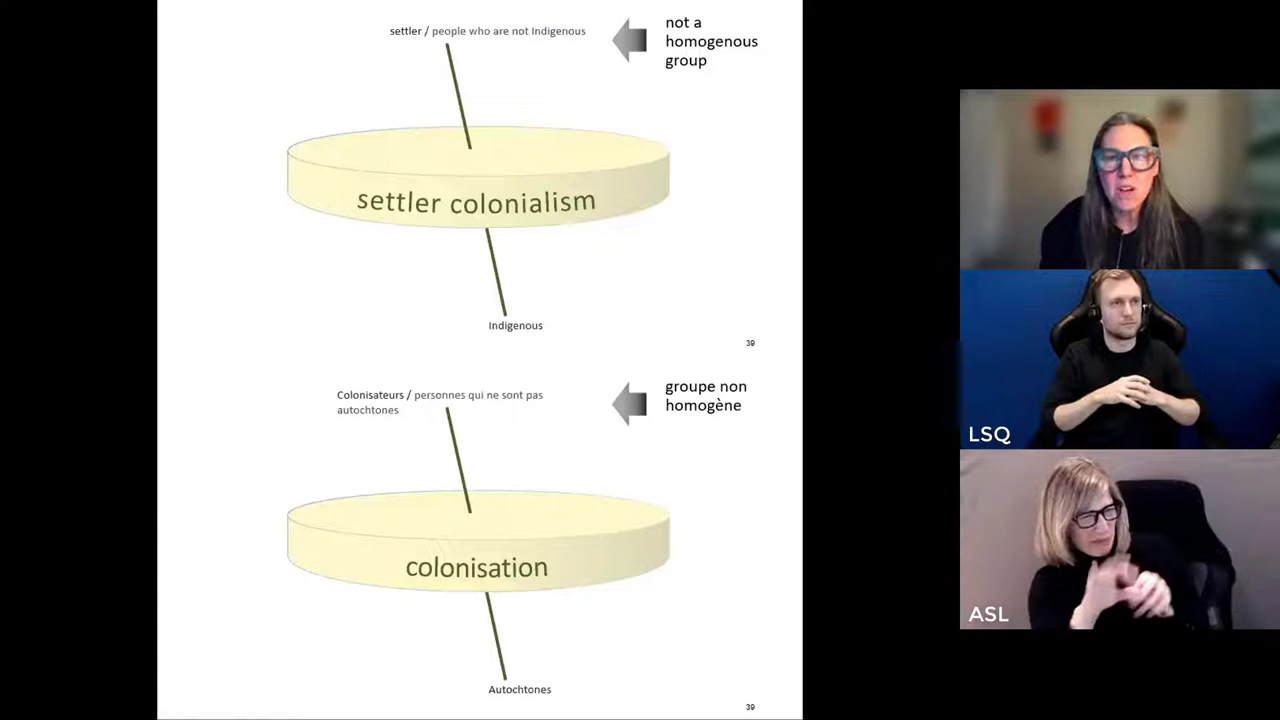 settler / people who are not Indigenous
not a
homogenous
group
settler colonialism
Indigenous
39
Colonisateurs / personnes qui ne sont pas
autochtones
groupe non
homogène
colonisation
Autochtones
39
LSQ
ASL